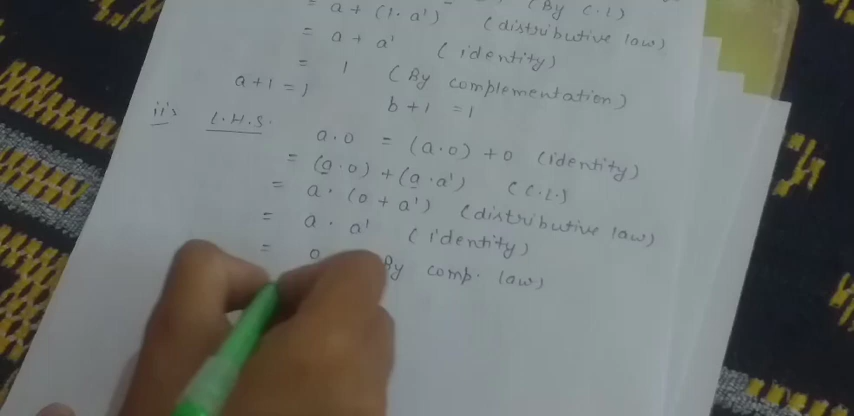 (By C.L)
= a + (1 · a') (distributive law)
= a + a' (identity)
= 1 (By complementation)
a+1 = 1 b+1 = 1
ii> L.H.S.
a·0 = (a·0) + 0 (identity)
= (a·0) + (a·a') (C.L.)
= a · (0 + a') (distributive law)
= a · a' (identity)
= 0 By comp. law)